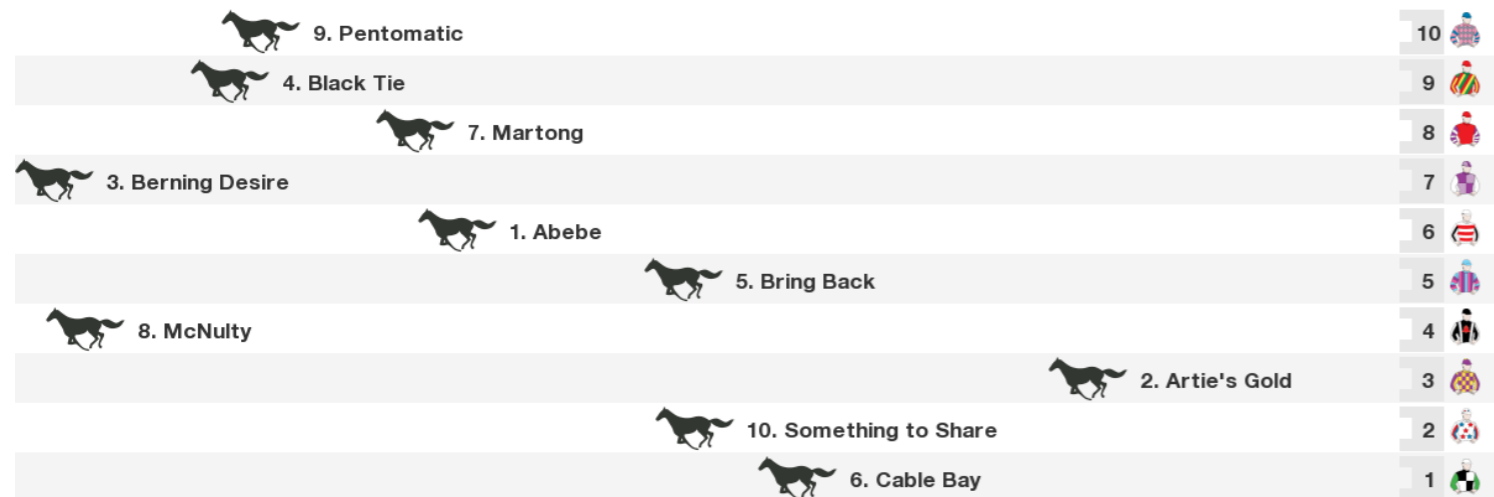 9. Pentomatic 10
4. Black Tie 9
7. Martong 8
3. Berning Desire 7
1. Abebe 6
5. Bring Back 5
8. McNulty 4
2. Artie's Gold 3
10. Something to Share 2
6. Cable Bay 1